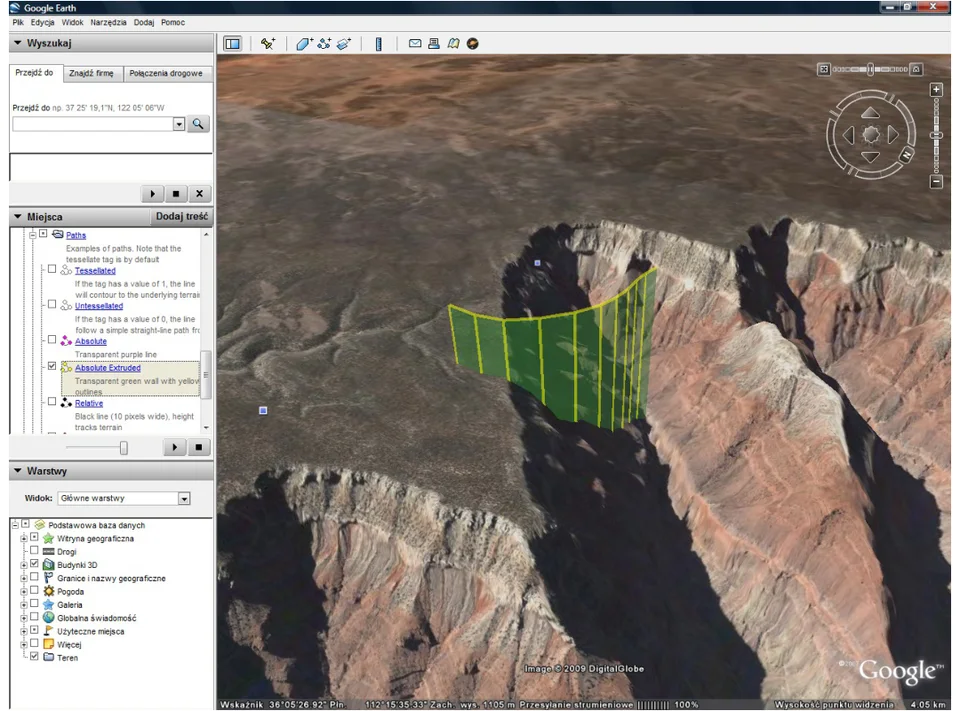 Google Earth
Plik Edycja Widok Narzędzia Dodaj Pomoc
Wyszukaj
Przejdź do Znajdź firmę Połączenia drogowe
Przejdź do np. 37 25' 19,1"N, 122 05' 06"W
N
Miejsca Dodaj treść
Paths
Examples of paths. Note that the
tessellate tag is by default
Tessellated
If the tag has a value of 1, the line
will contour to the underlying terrain
Untessellated
If the tag has a value of 0, the line
follow a simple straight-line path fro
Absolute
Transparent purple line
Absolute Extruded
Transparent green wall with yellow
outlines
Relative
Black line (10 pixels wide), height
tracks terrain
Warstwy
Widok: Główne warstwy
Podstawowa baza danych
Witryna geograficzna
Drogi
Budynki 3D
Granice i nazwy geograficzne
Pogoda
Galeria
Globalna świadomość
Użyteczne miejsca
Więcej
Teren
Image © 2009 DigitalGlobe
Google™
Wskaźnik 36°05'26.92" Płn. 112°15'35.33" Zach. wys. 1105 m Przesyłanie strumieniowe 100% Wysokość punktu widzenia 4.05 km